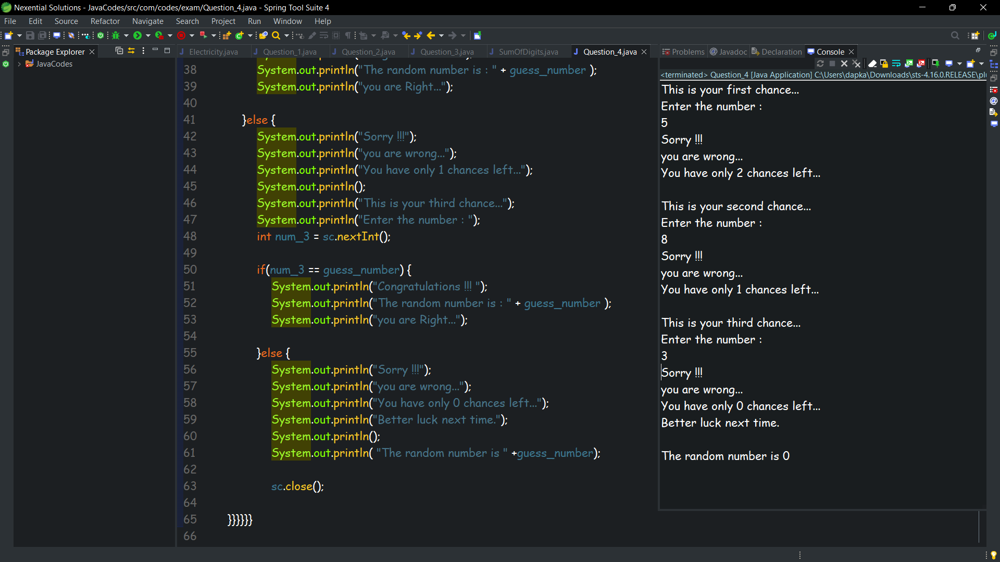 Nexential Solutions - JavaCodes/src/com/codes/exam/Question_4.java - Spring Tool Suite 4
File Edit Source Refactor Navigate Search Project Run Window Help
Package Explorer
JavaCodes
Electricity.java Question_1.java Question_2.java Question_3.java SumOfDigits.java Question_4.java
38 System.out.println("The random number is : " + guess_number );
39 System.out.println("you are Right...");
40
41 }else {
42 System.out.println("Sorry !!!");
43 System.out.println("you are wrong...");
44 System.out.println("You have only 1 chances left...");
45 System.out.println();
46 System.out.println("This is your third chance...");
47 System.out.println("Enter the number : ");
48 int num_3 = sc.nextInt();
49
50 if(num_3 == guess_number) {
51 System.out.println("Congratulations !!! ");
52 System.out.println("The random number is : " + guess_number );
53 System.out.println("you are Right...");
54
55 }else {
56 System.out.println("Sorry !!!");
57 System.out.println("you are wrong...");
58 System.out.println("You have only 0 chances left...");
59 System.out.println("Better luck next time.");
60 System.out.println();
61 System.out.println( "The random number is " +guess_number);
62
63 sc.close();
64
65 }}}}}}
66
Problems Javadoc Declaration Console
<terminated> Question_4 [Java Application] C:\Users\dapka\Downloads\sts-4.16.0.RELEASE\
This is your first chance...
Enter the number :
5
Sorry !!!
you are wrong...
You have only 2 chances left...
This is your second chance...
Enter the number :
8
Sorry !!!
you are wrong...
You have only 1 chances left...
This is your third chance...
Enter the number :
3
Sorry !!!
you are wrong...
You have only 0 chances left...
Better luck next time.
The random number is 0